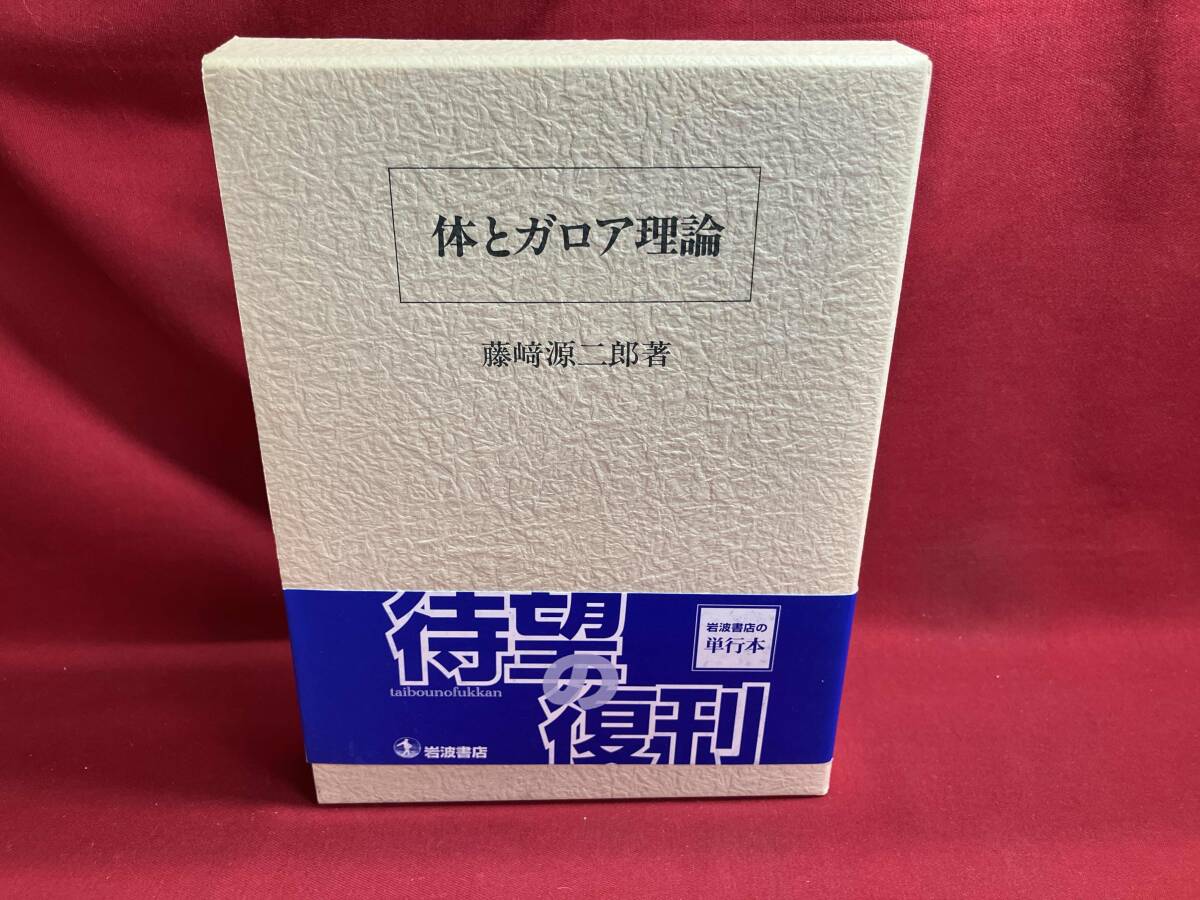 体とガロア理論
藤﨑源二郎著
待望
taibounofukkan
の
復刊
岩波書店の
単行本
岩波書店